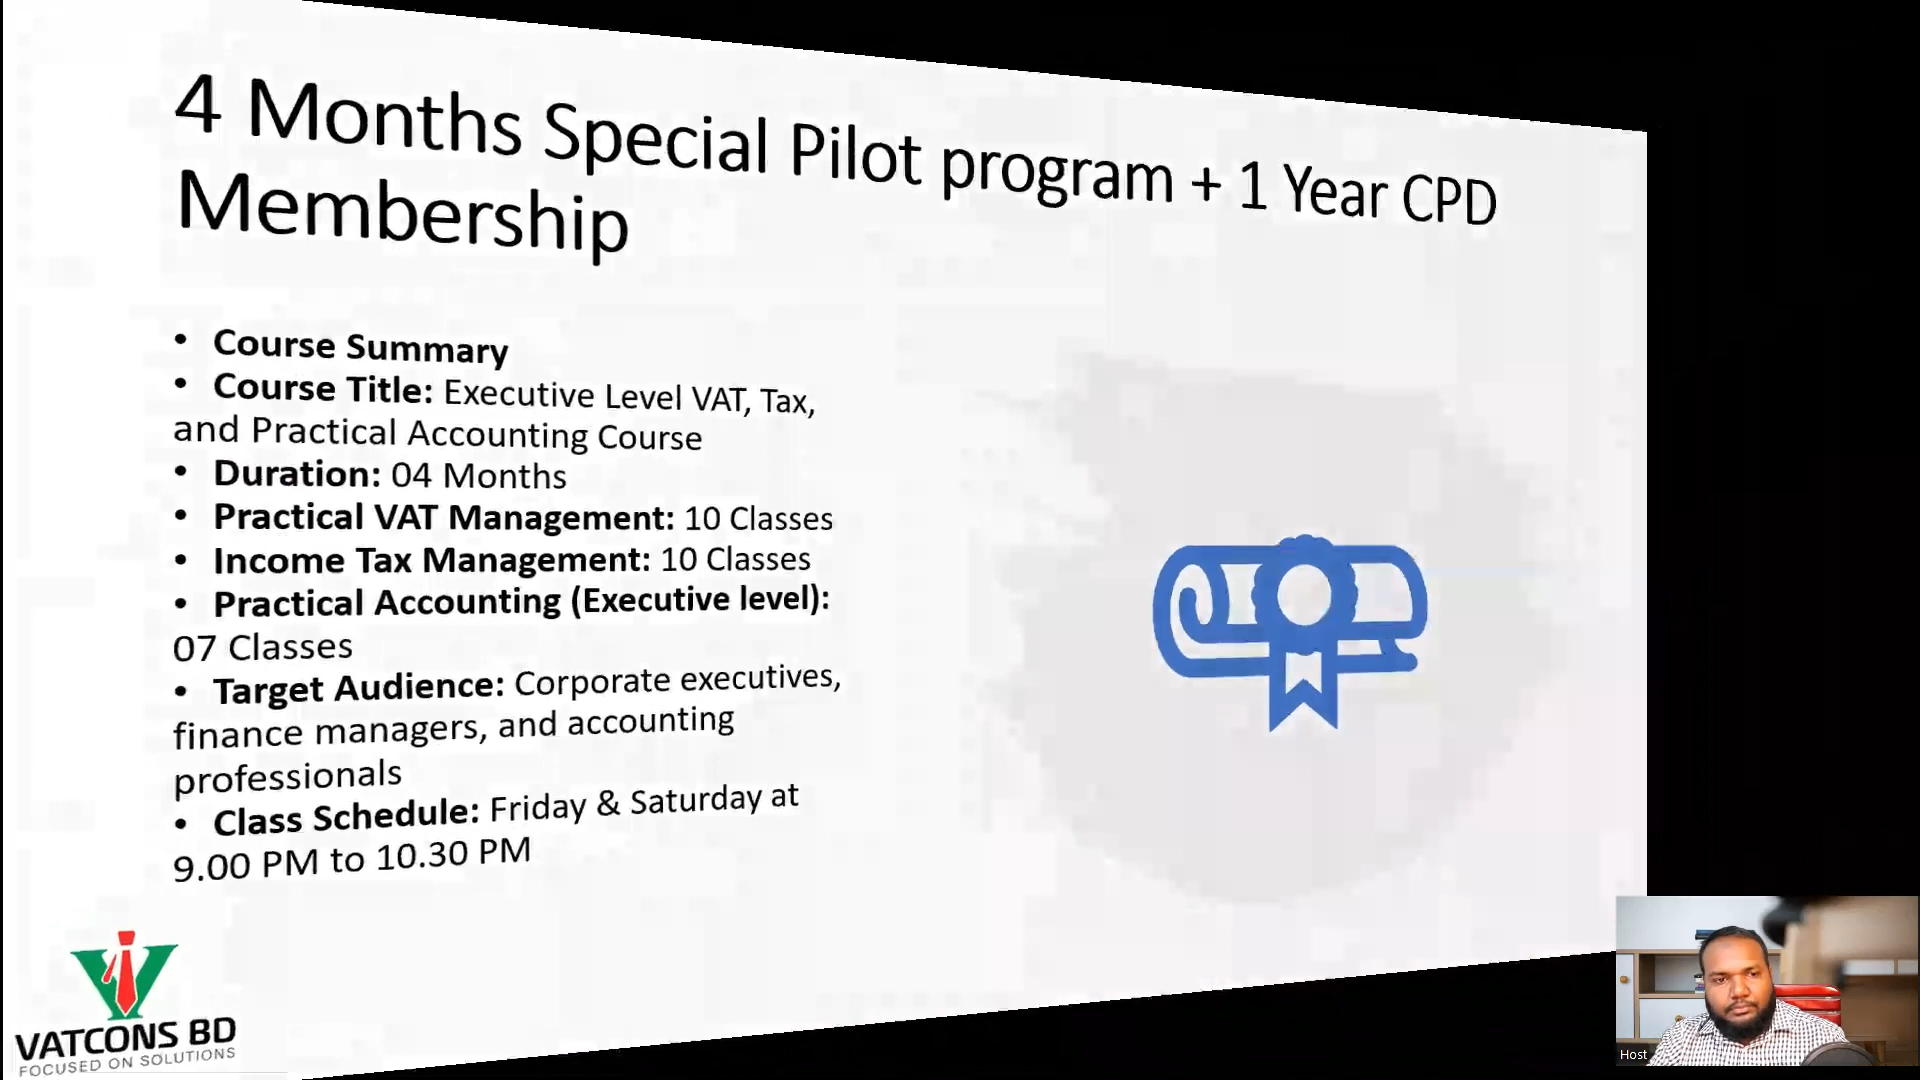 4 Months Special Pilot program + 1 Year CPD
Membership
• Course Summary
• Course Title: Executive Level VAT, Tax,
and Practical Accounting Course
• Duration: 04 Months
• Practical VAT Management: 10 Classes
• Income Tax Management: 10 Classes
• Practical Accounting (Executive level):
07 Classes
• Target Audience: Corporate executives,
finance managers, and accounting
professionals
• Class Schedule: Friday & Saturday at
9.00 PM to 10.30 PM
VATCONS BD
FOCUSED ON SOLUTIONS
Host